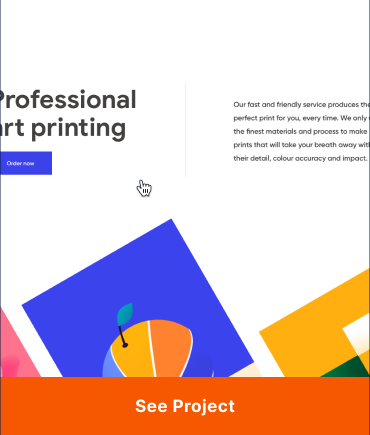 Professional
art printing
Order now
Our fast and friendly service produces the
perfect print for you, every time. We only
the finest materials and process to make
prints that will take your breath away with
their detail, colour accuracy and impact.
See Project